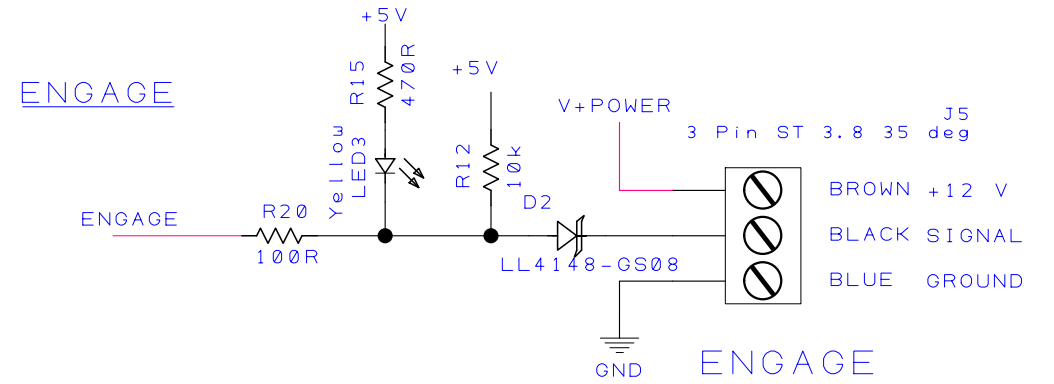 +5V
ENGAGE
R15
470R
+5V
V+POWER
J5
3 Pin ST 3.8 35 deg
Yellow
LED3
R12
10k
D2
BROWN +12 V
ENGAGE
R20
100R
BLACK SIGNAL
LL4148-GS08
BLUE GROUND
GND
ENGAGE